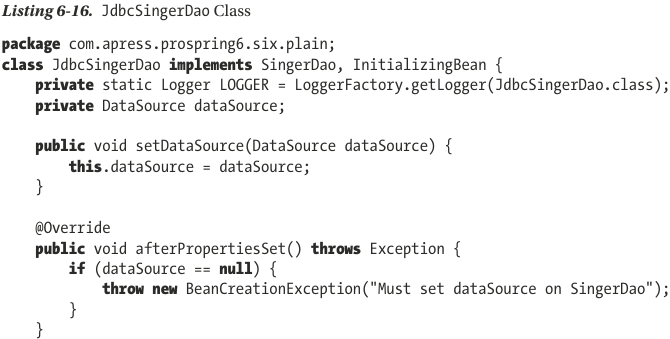 Listing 6-16. JdbcSingerDao Class
package com.apress.prospring6.six.plain;
class JdbcSingerDao implements SingerDao, InitializingBean {
    private static Logger LOGGER = LoggerFactory.getLogger(JdbcSingerDao.class);
    private DataSource dataSource;
    public void setDataSource(DataSource dataSource) {
        this.dataSource = dataSource;
    }
    @Override
    public void afterPropertiesSet() throws Exception {
        if (dataSource == null) {
            throw new BeanCreationException("Must set dataSource on SingerDao");
        }
    }